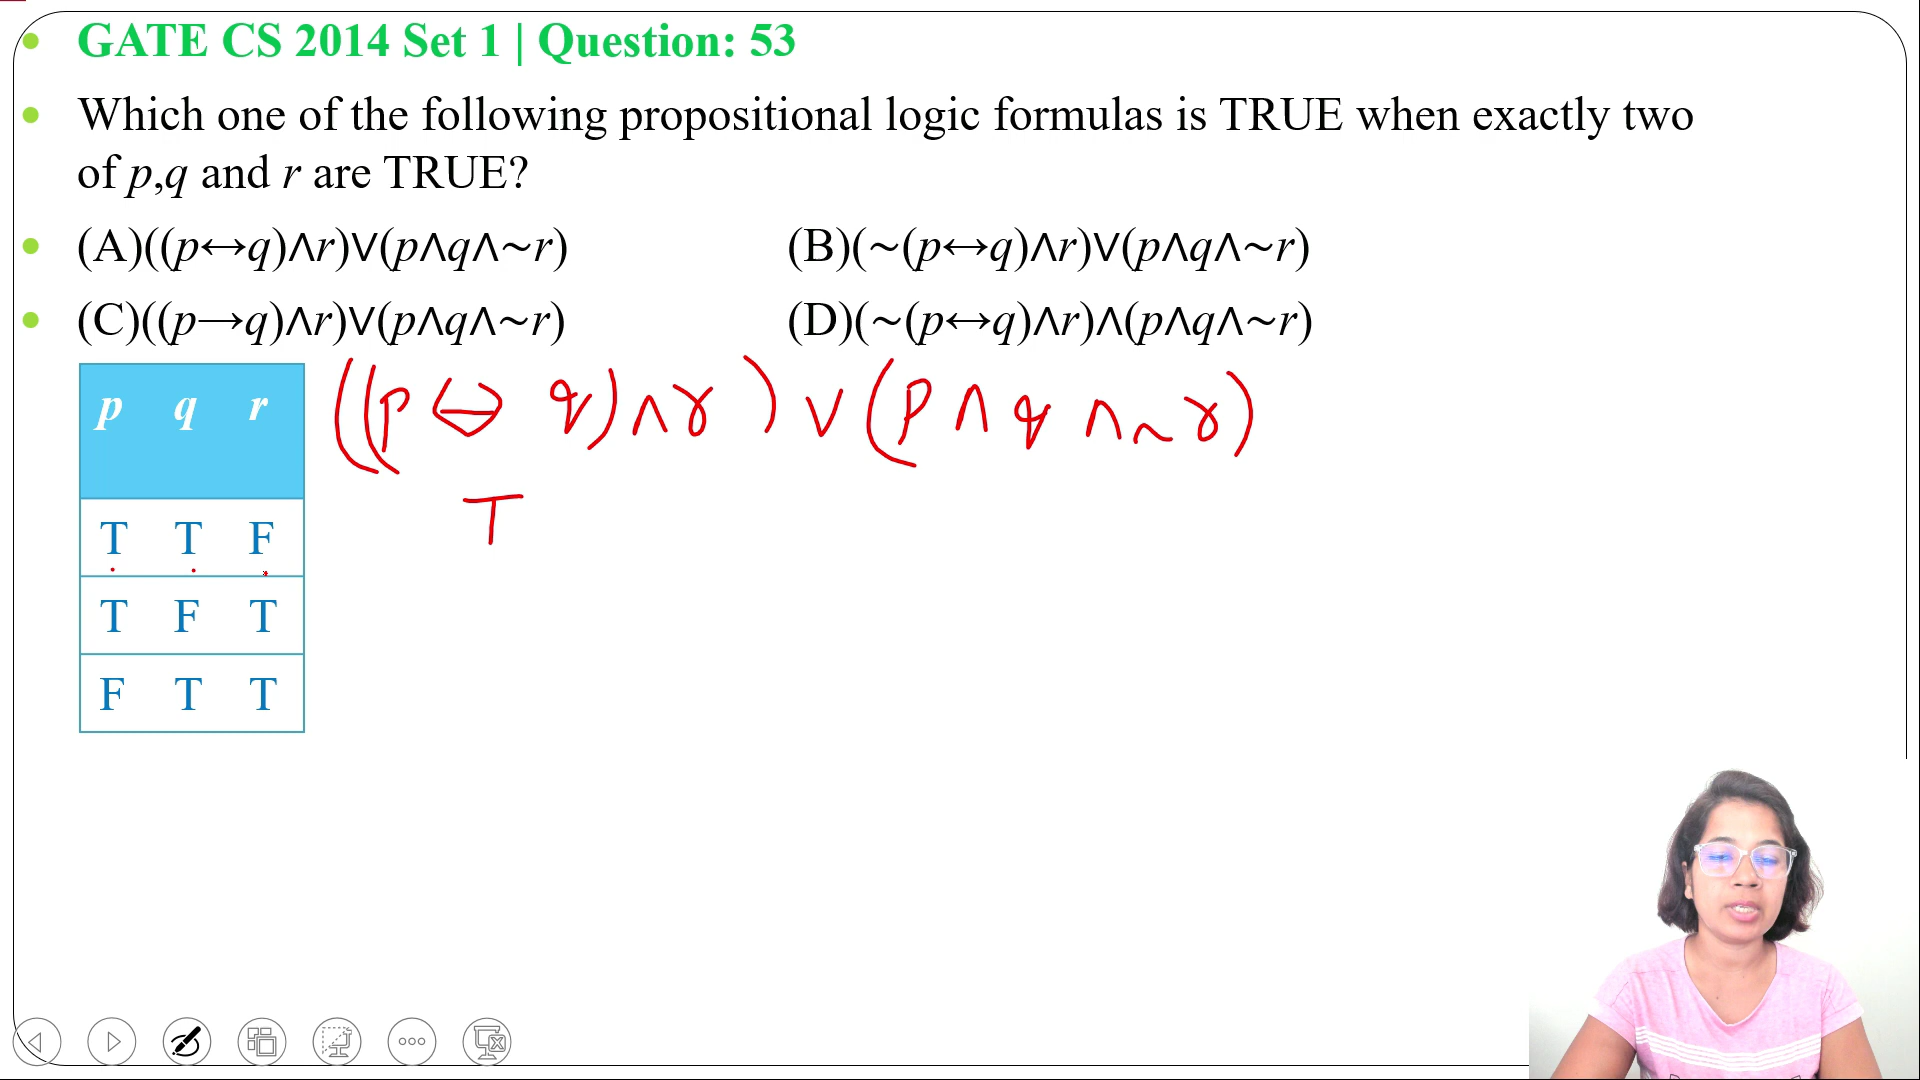 GATE CS 2014 Set 1 | Question: 53
Which one of the following propositional logic formulas is TRUE when exactly two
of p,q and r are TRUE?
(A)((p↔q)∧r)∨(p∧q∧~r) (B)(~(p↔q)∧r)∨(p∧q∧~r)
(C)((p→q)∧r)∨(p∧q∧~r) (D)(~(p↔q)∧r)∧(p∧q∧~r)
p q r ((p ⇔ q)∧r) ∨ (p ∧ q ∧ ~r)
T T F T
T F T
F T T